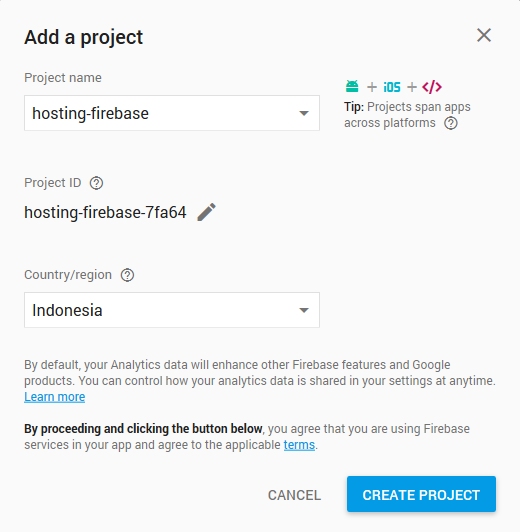 Add a project
Project name
hosting-firebase
+ iOS + </>
Tip: Projects span apps
across platforms ?
Project ID ?
hosting-firebase-7fa64
Country/region ?
Indonesia
By default, your Analytics data will enhance other Firebase features and Google
products. You can control how your analytics data is shared in your settings at anytime.
Learn more
By proceeding and clicking the button below, you agree that you are using Firebase
services in your app and agree to the applicable terms.
CANCEL
CREATE PROJECT